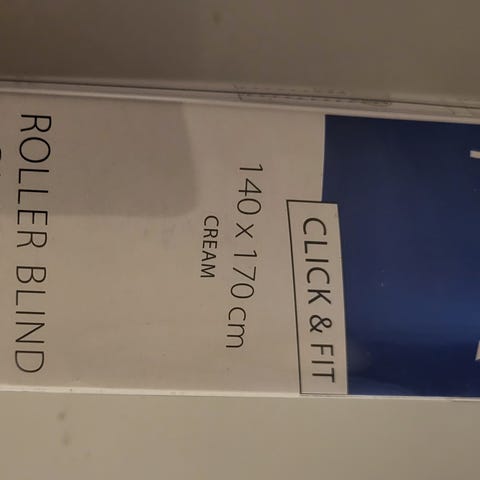 CLICK & FIT
140 x 170 cm
CREAM
ROLLER BLIND